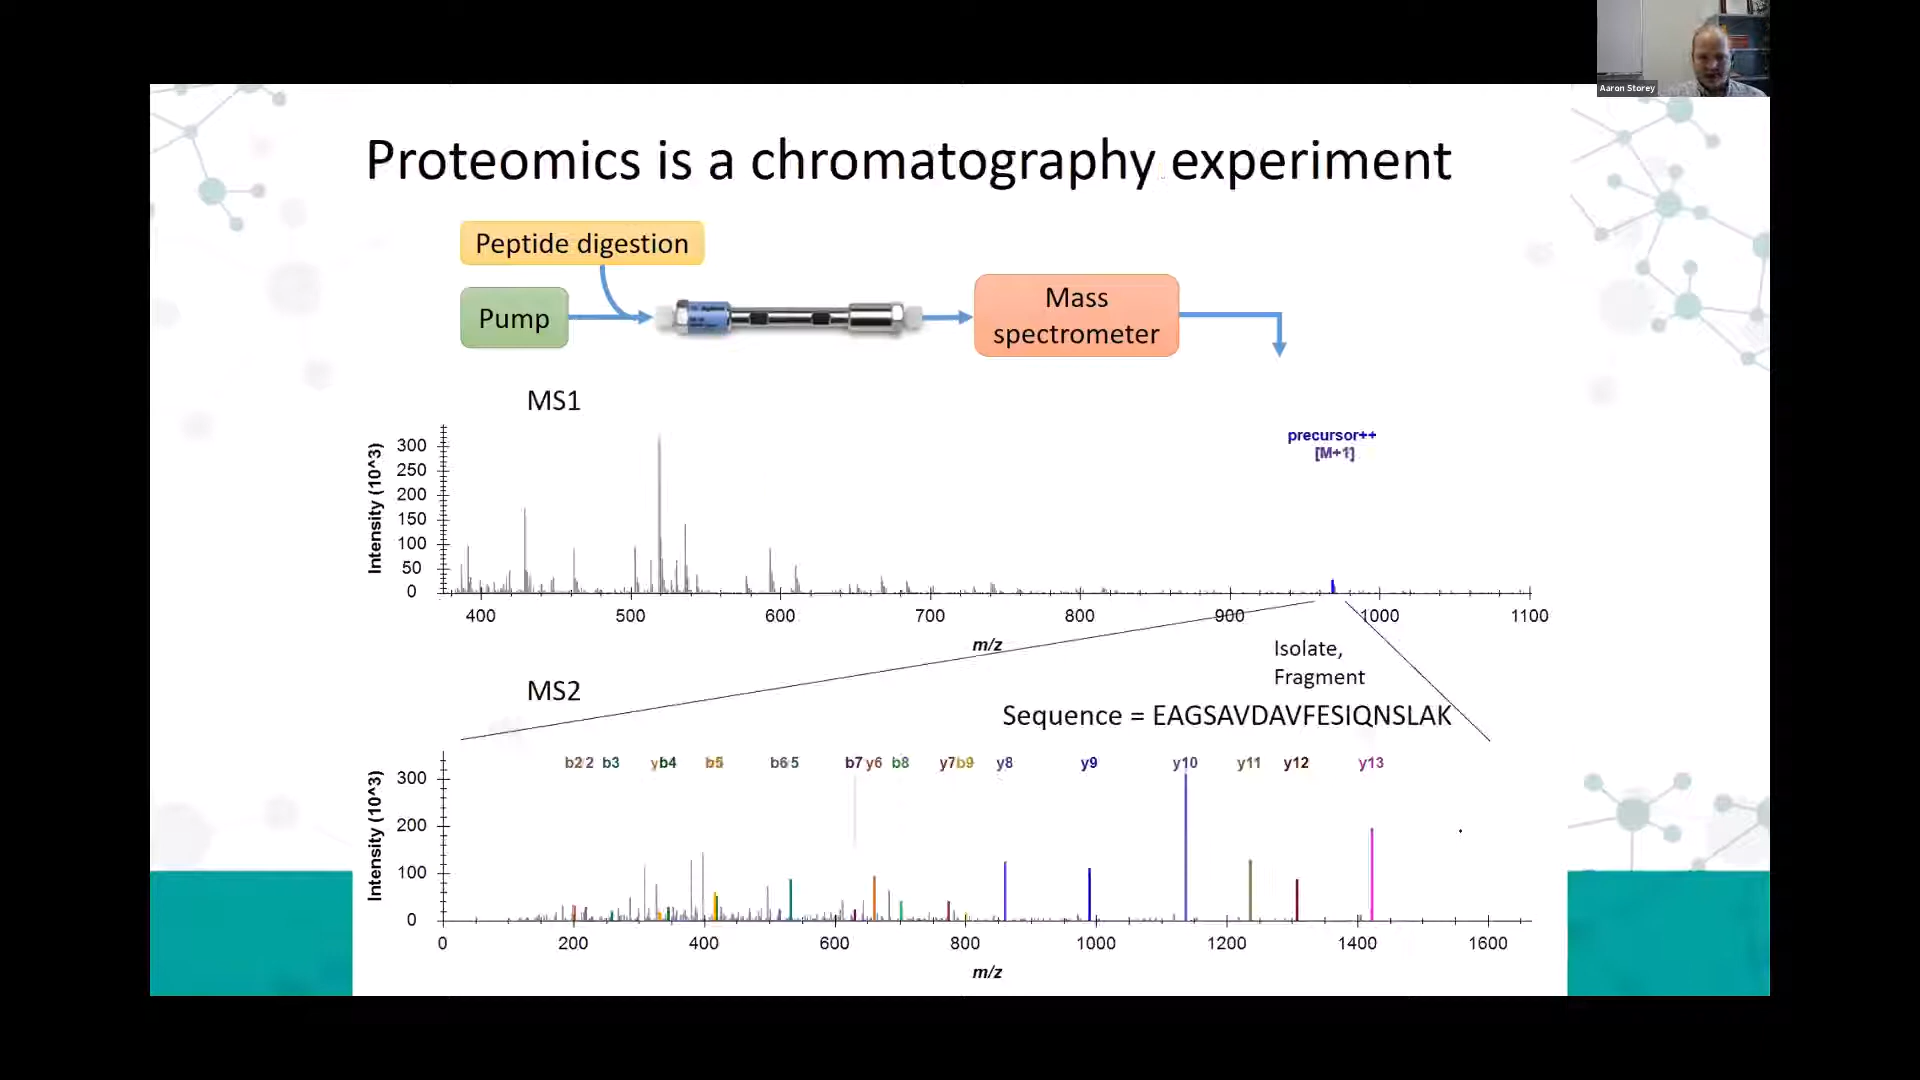 Aaron Storey
Proteomics is a chromatography experiment
Peptide digestion
Pump
Mass
spectrometer
MS1
precursor++
[M+1]
Intensity (10^3)
300
250
200
150
100
50
0
400 500 600 700 800 900 1000 1100
m/z
Isolate,
Fragment
MS2
Sequence = EAGSAVDAVFESIQNSLAK
b2 2 b3 y b4 b5 b6 5 b7 y6 b8 y7 b9 y8 y9 y10 y11 y12 y13
Intensity (10^3)
300
200
100
0
0 200 400 600 800 1000 1200 1400 1600
m/z